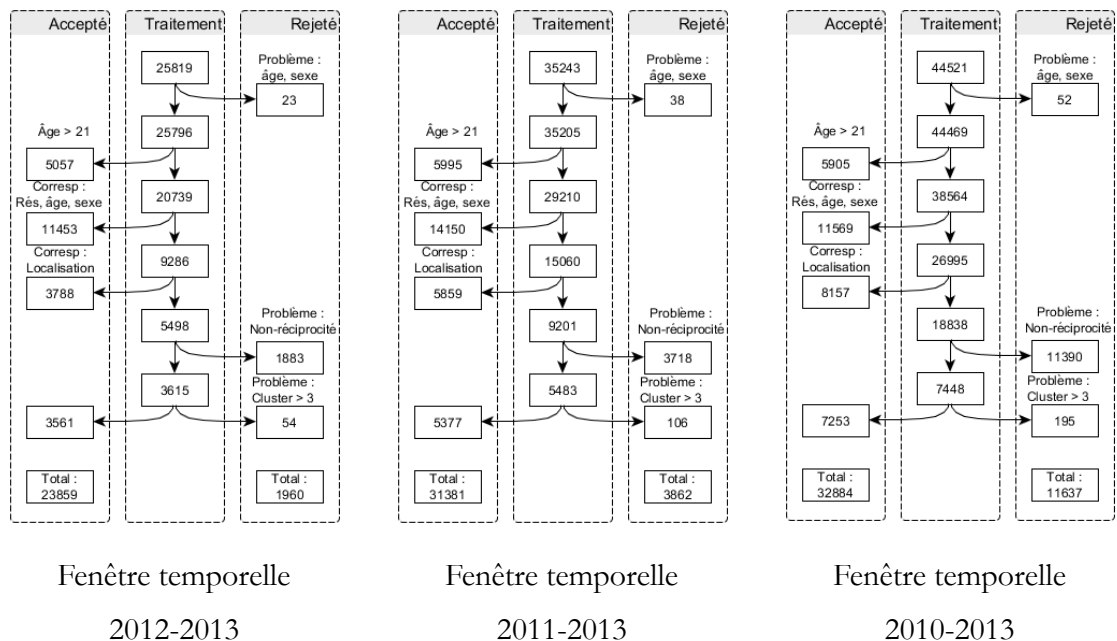 Accepté
Traitement
Rejeté
25819
Problème :
âge, sexe
23
Âge > 21
25796
5057
Corresp :
Rés, âge, sexe
20739
11453
Corresp :
Localisation
9286
3788
Problème :
Non-réciprocité
5498
1883
Problème :
Cluster > 3
3615
3561
54
Total :
23859
Total :
1960
Fenêtre temporelle
2012-2013
Accepté
Traitement
Rejeté
35243
Problème :
âge, sexe
38
Âge > 21
35205
5995
Corresp :
Rés, âge, sexe
29210
14150
Corresp :
Localisation
15060
5859
Problème :
Non-réciprocité
9201
3718
Problème :
Cluster > 3
5483
5377
106
Total :
31381
Total :
3862
Fenêtre temporelle
2011-2013
Accepté
Traitement
Rejeté
44521
Problème :
âge, sexe
52
Âge > 21
44469
5905
Corresp :
Rés, âge, sexe
38564
11569
Corresp :
Localisation
26995
8157
Problème :
Non-réciprocité
18838
11390
Problème :
Cluster > 3
7448
7253
195
Total :
32884
Total :
11637
Fenêtre temporelle
2010-2013